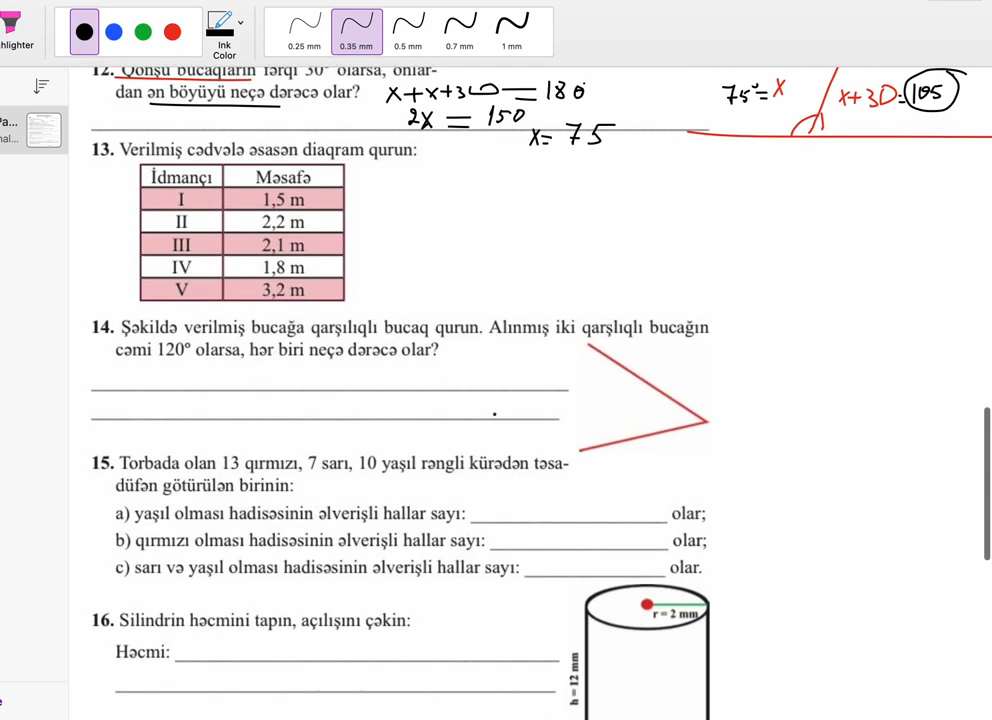 hlighter
Ink
Color
0.25 mm
0.35 mm
0.5 mm
0.7 mm
1 mm
Pa...
nal...
12. Qonşu bucaqların fərqi 30° olarsa, onlar-
dan ən böyüyü neçə dərəcə olar?
x+x+30=180
2x = 150
x= 75
75°=x
x+30=105
13. Verilmiş cədvələ əsasən diaqram qurun:
İdmançı Məsafə
I 1,5 m
II 2,2 m
III 2,1 m
IV 1,8 m
V 3,2 m
14. Şəkildə verilmiş bucağa qarşılıqlı bucaq qurun. Alınmış iki qarşlıqlı bucağın
cəmi 120° olarsa, hər biri neçə dərəcə olar?
15. Torbada olan 13 qırmızı, 7 sarı, 10 yaşıl rəngli kürədən təsa-
düfən götürülən birinin:
a) yaşıl olması hadisəsinin əlverişli hallar sayı: olar;
b) qırmızı olması hadisəsinin əlverişli hallar sayı: olar;
c) sarı və yaşıl olması hadisəsinin əlverişli hallar sayı: olar.
16. Silindrin həcmini tapın, açılışını çəkin:
Həcmi:
r = 2 mm
h = 12 mm